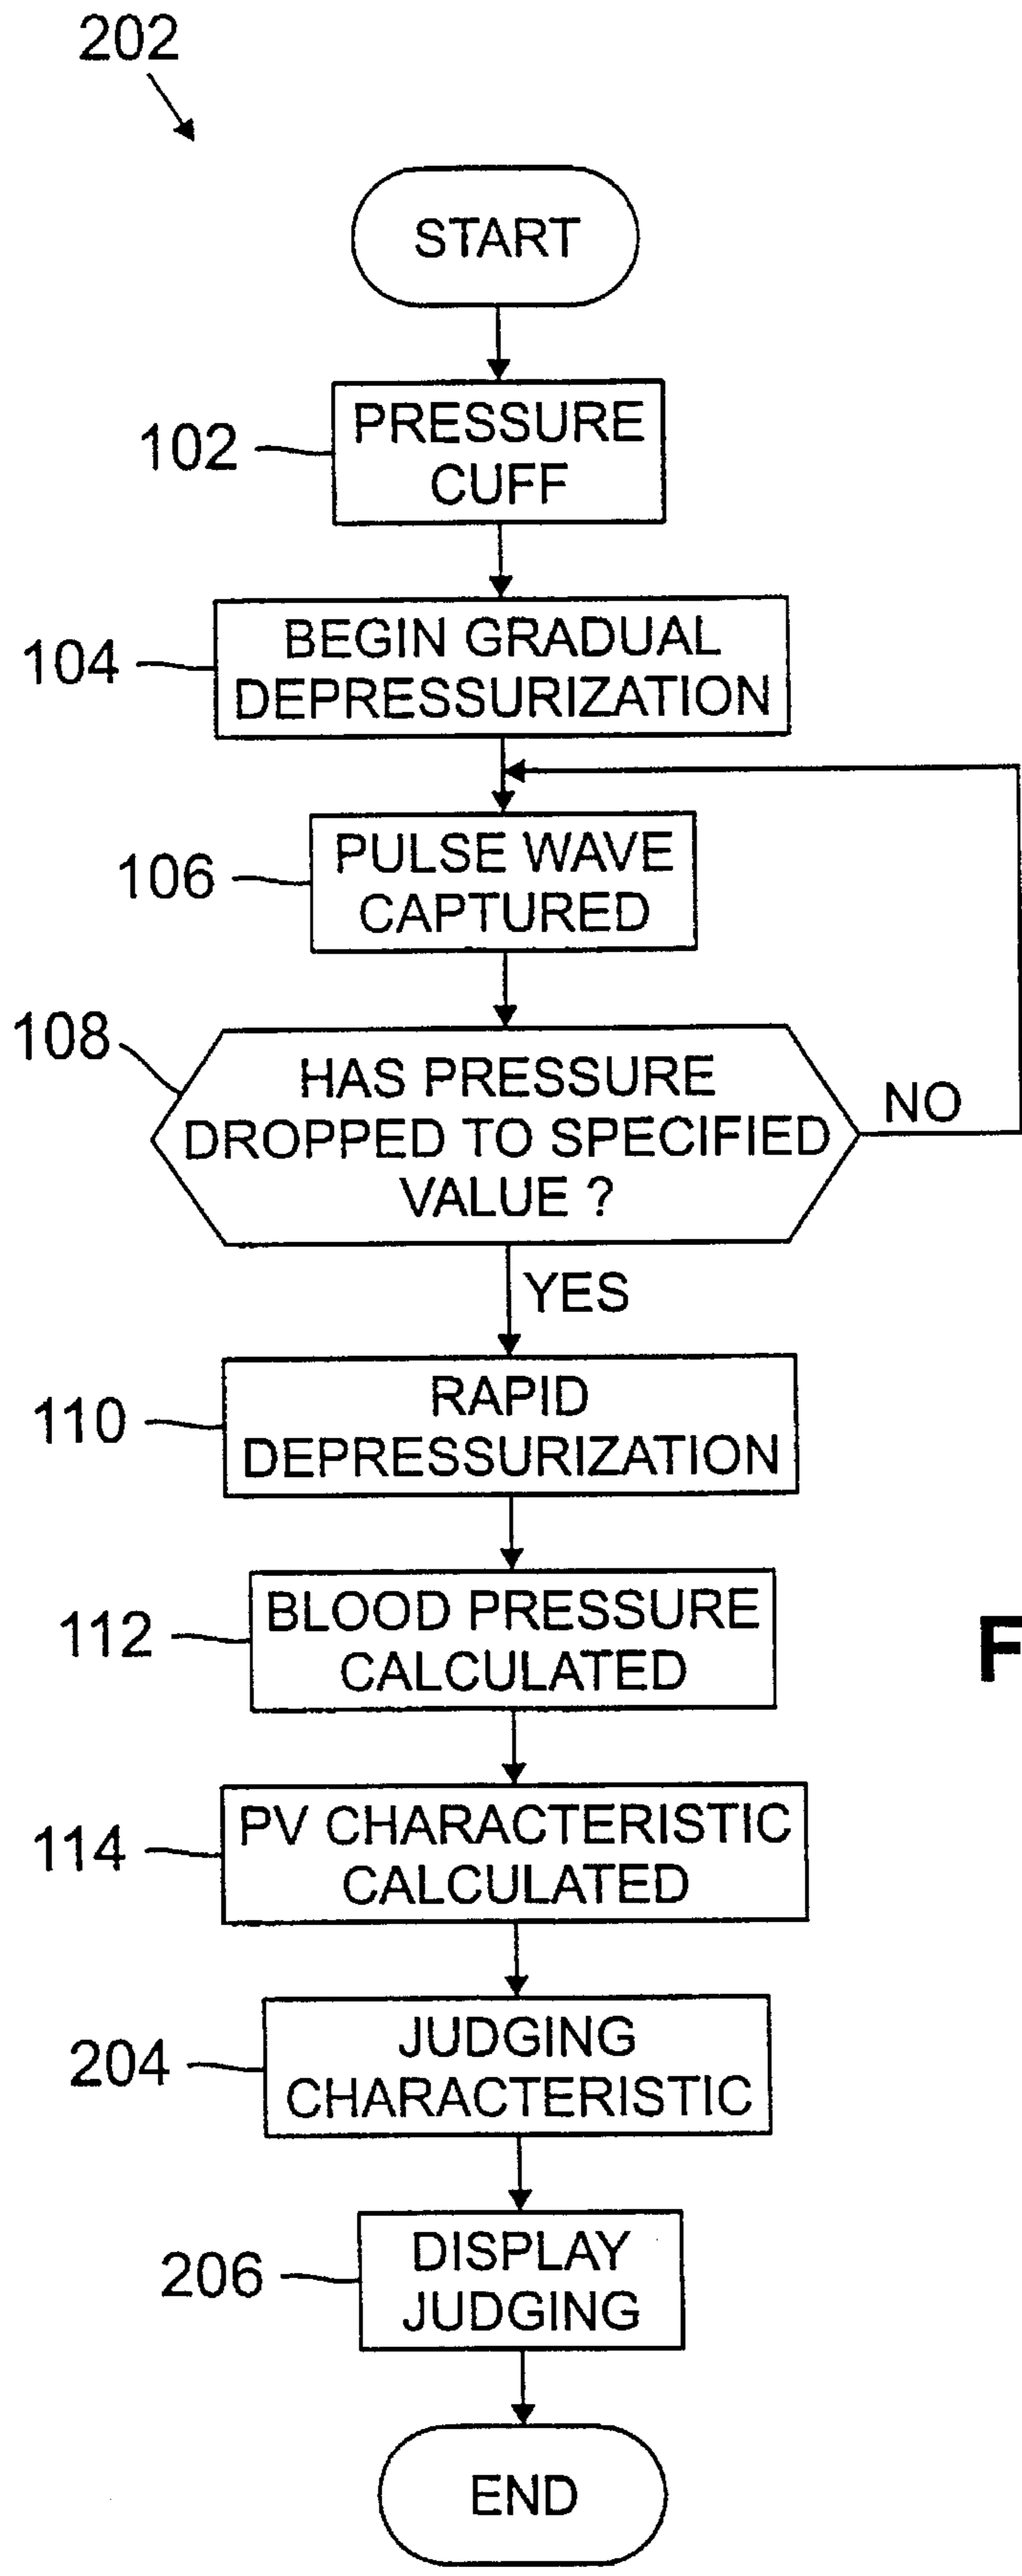 202
START
102
PRESSURE
CUFF
104
BEGIN GRADUAL
DEPRESSURIZATION
106
PULSE WAVE
CAPTURED
108
HAS PRESSURE
DROPPED TO SPECIFIED
VALUE ?
NO
YES
110
RAPID
DEPRESSURIZATION
112
BLOOD PRESSURE
CALCULATED
F
114
PV CHARACTERISTIC
CALCULATED
204
JUDGING
CHARACTERISTIC
206
DISPLAY
JUDGING
END